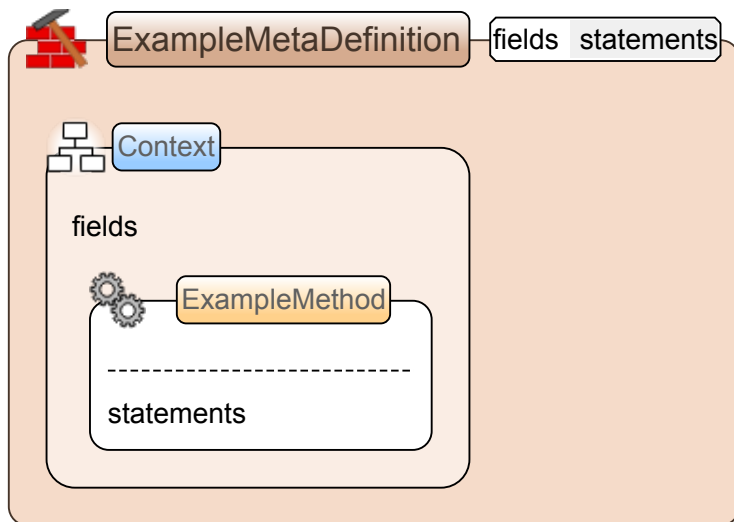 ExampleMetaDefinition fields statements
Context
fields
ExampleMethod
statements